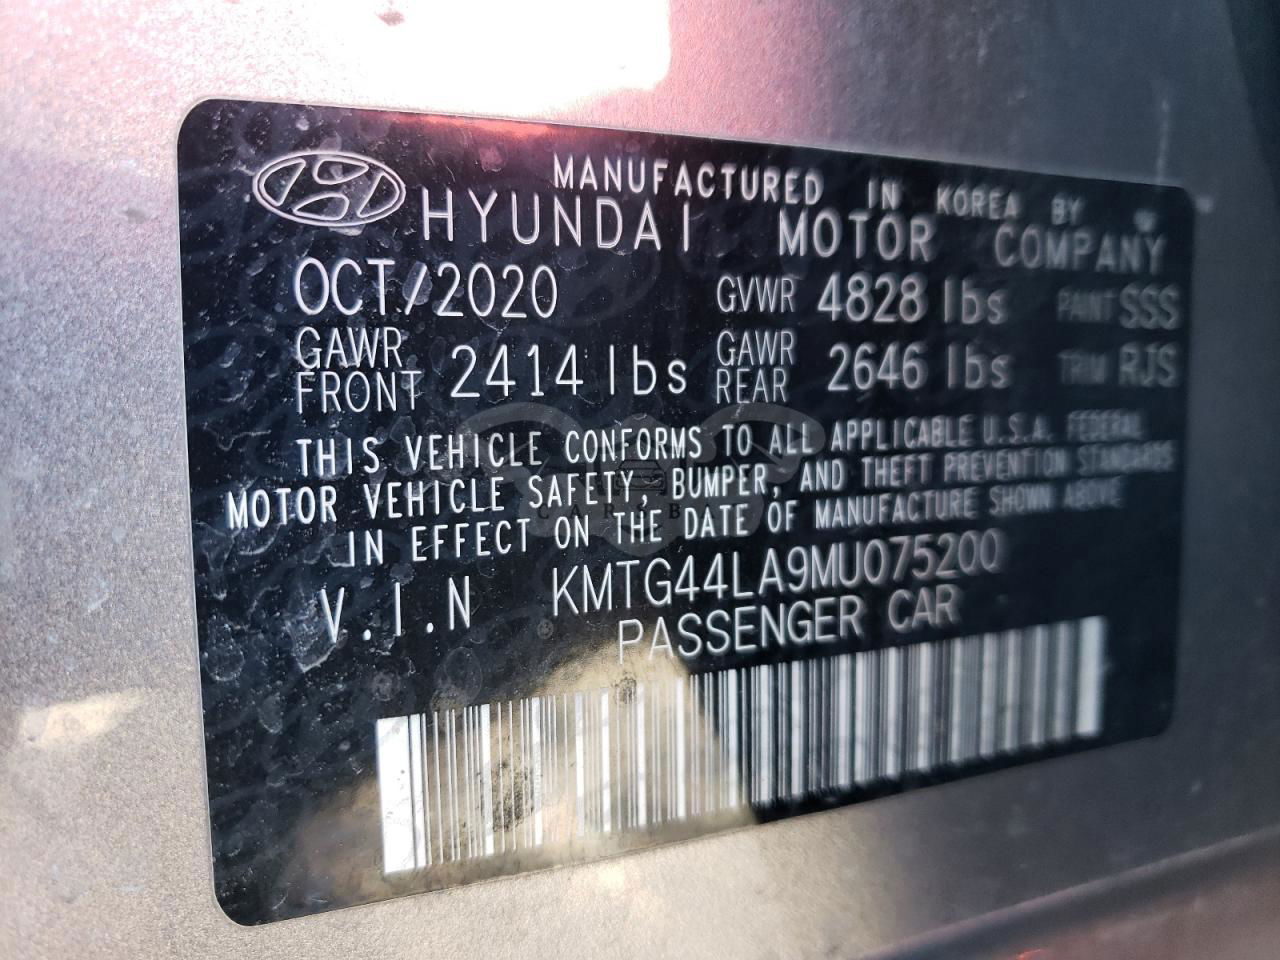 MANUFACTURED IN KOREA BY
HYUNDAI MOTOR COMPANY
OCT/2020 GVWR 4828 lbs PAINT SSS
GAWR FRONT 2414 lbs GAWR REAR 2646 lbs TRIM RJS
THIS VEHICLE CONFORMS TO ALL APPLICABLE U.S.A. FEDERAL
MOTOR VEHICLE SAFETY, BUMPER, AND THEFT PREVENTION STANDARDS
IN EFFECT ON THE DATE OF MANUFACTURE SHOWN ABOVE
V.I.N KMTG44LA9MU075200
PASSENGER CAR